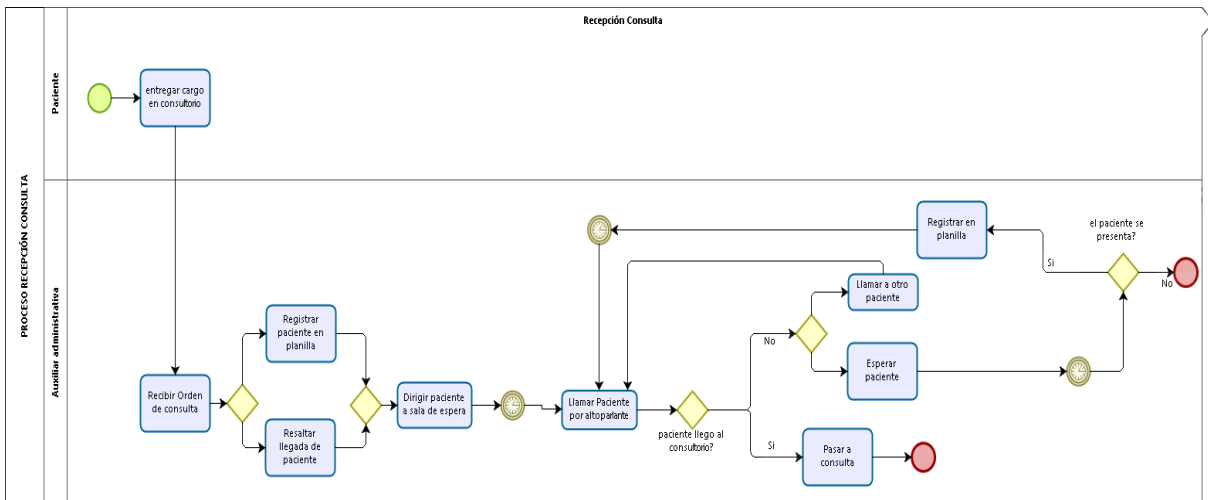 Recepción Consulta
PROCESO RECEPCIÓN CONSULTA
Paciente
entregar cargo
en consultorio
Auxiliar administrativa
Recibir Orden
de consulta
Registrar
paciente en
planilla
Resaltar
llegada de
paciente
Dirigir paciente
a sala de espera
Llamar Paciente
por altoparlante
paciente llego al
consultorio?
No
Si
Llamar a otro
paciente
Esperar
paciente
Pasar a
consulta
Registrar en
planilla
Si
el paciente se
presenta?
No